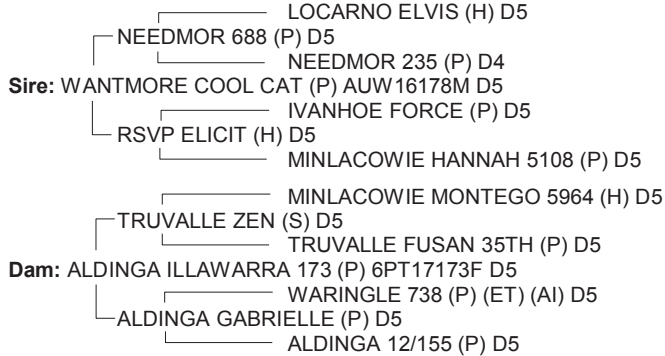 LOCARNO ELVIS (H) D5
NEEDMOR 688 (P) D5
NEEDMOR 235 (P) D4
Sire: WANTMORE COOL CAT (P) AUW16178M D5
IVANHOE FORCE (P) D5
RSVP ELICIT (H) D5
MINLACOWIE HANNAH 5108 (P) D5
MINLACOWIE MONTEGO 5964 (H) D5
TRUVALLE ZEN (S) D5
TRUVALLE FUSAN 35TH (P) D5
Dam: ALDINGA ILLAWARRA 173 (P) 6PT17173F D5
WARINGLE 738 (P) (ET) (AI) D5
ALDINGA GABRIELLE (P) D5
ALDINGA 12/155 (P) D5